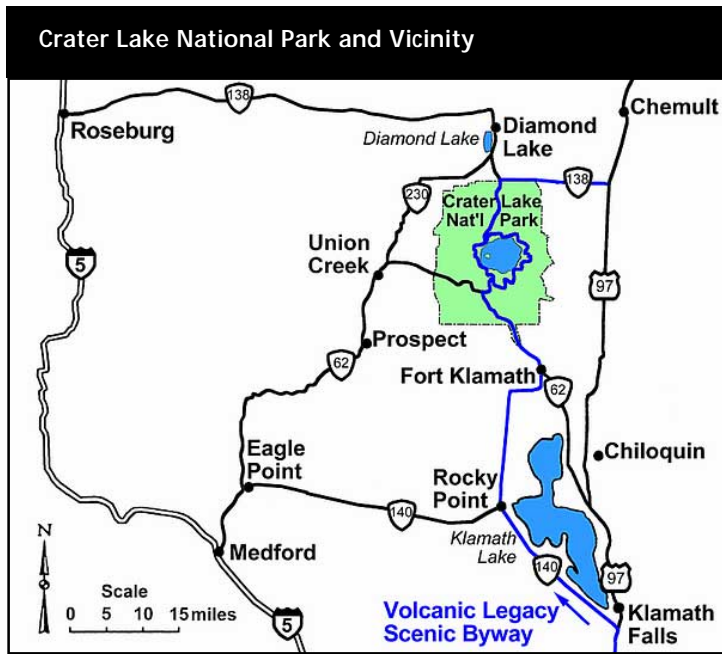 Crater Lake National Park and Vicinity
138
Roseburg
Diamond Lake
Diamond
Lake
Chemult
230
138
Crater Lake
Nat'l Park
Union
Creek
5
97
Prospect
62
Fort Klamath
62
Eagle
Point
Chiloquin
Rocky
Point
140
Klamath
Lake
Medford
140
97
N
Scale
0 5 10 15 miles
5
Volcanic Legacy
Scenic Byway
Klamath
Falls